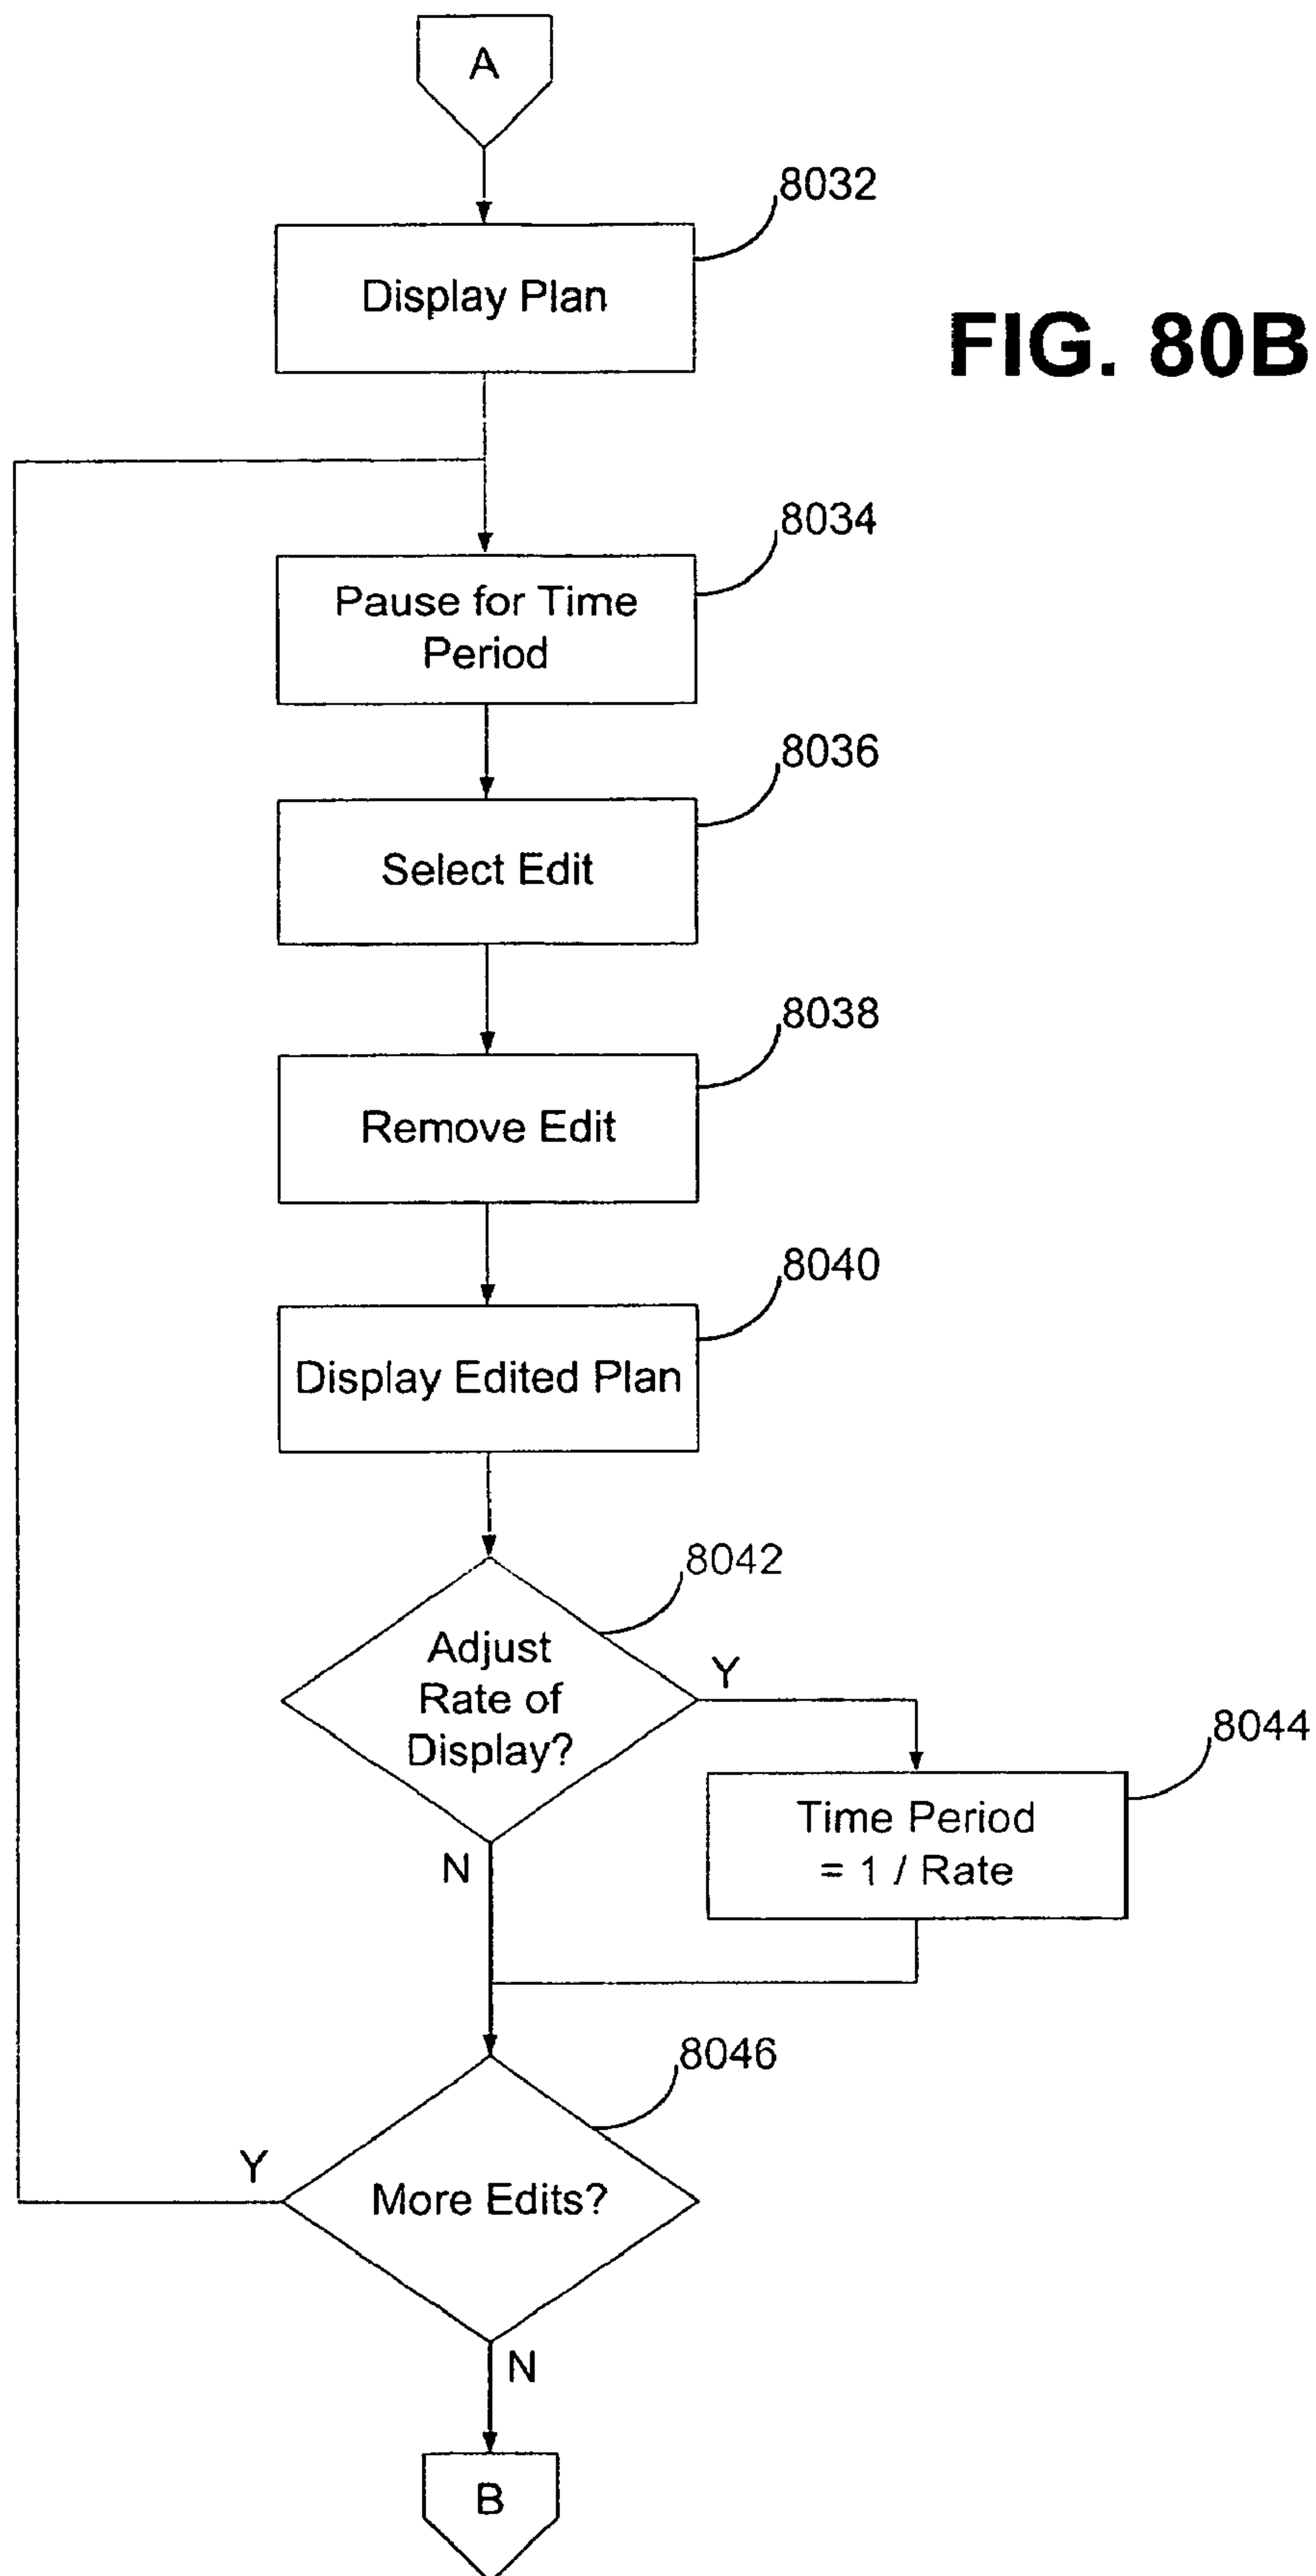 A
8032
Display Plan
FIG. 80B
8034
Pause for Time
Period
8036
Select Edit
8038
Remove Edit
8040
Display Edited Plan
8042
Adjust
Rate of
Display?
Y
8044
Time Period
= 1 / Rate
N
8046
Y
More Edits?
N
B